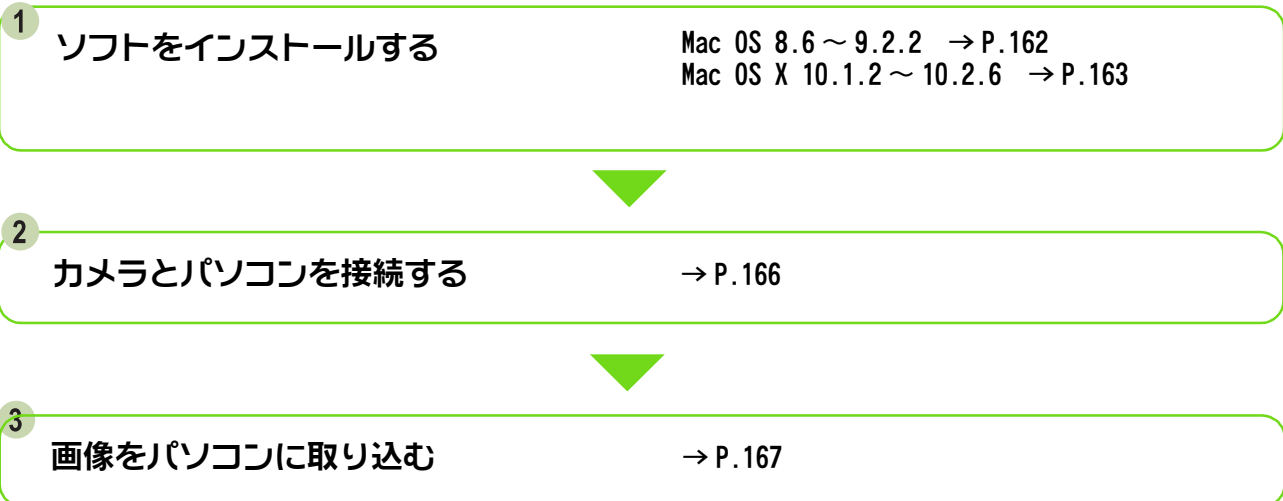 1
ソフトをインストールする
Mac OS 8.6～9.2.2 →P.162
Mac OS X 10.1.2～10.2.6 →P.163
2
カメラとパソコンを接続する →P.166
3
画像をパソコンに取り込む →P.167